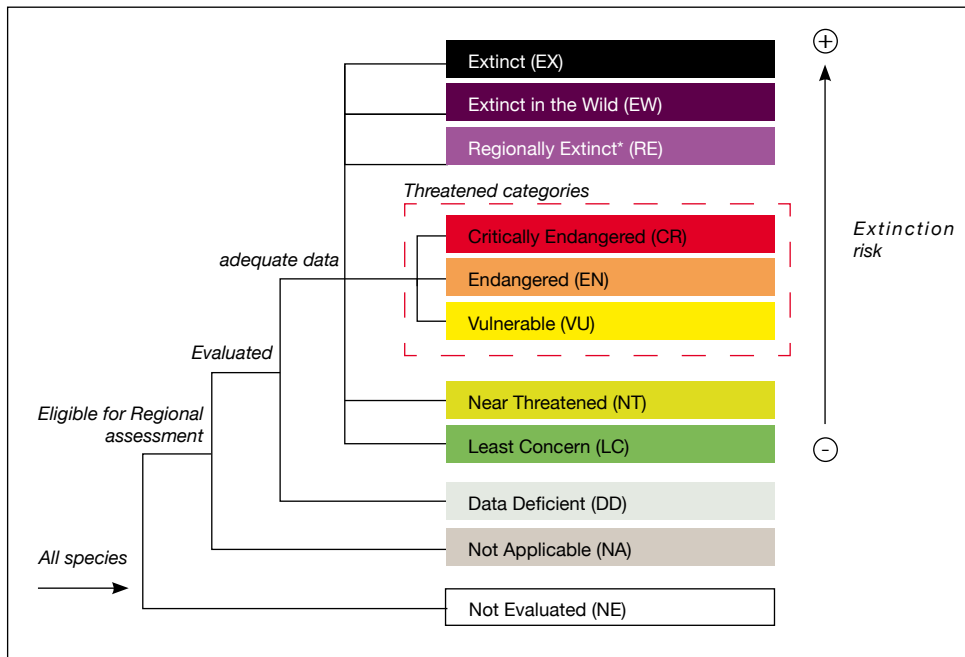 Extinct (EX)
Extinct in the Wild (EW)
Regionally Extinct* (RE)
Threatened categories
Critically Endangered (CR)
Endangered (EN)
Vulnerable (VU)
adequate data
Evaluated
Near Threatened (NT)
Eligible for Regional
assessment
Least Concern (LC)
Data Deficient (DD)
Not Applicable (NA)
All species
Not Evaluated (NE)
+
Extinction
risk
-